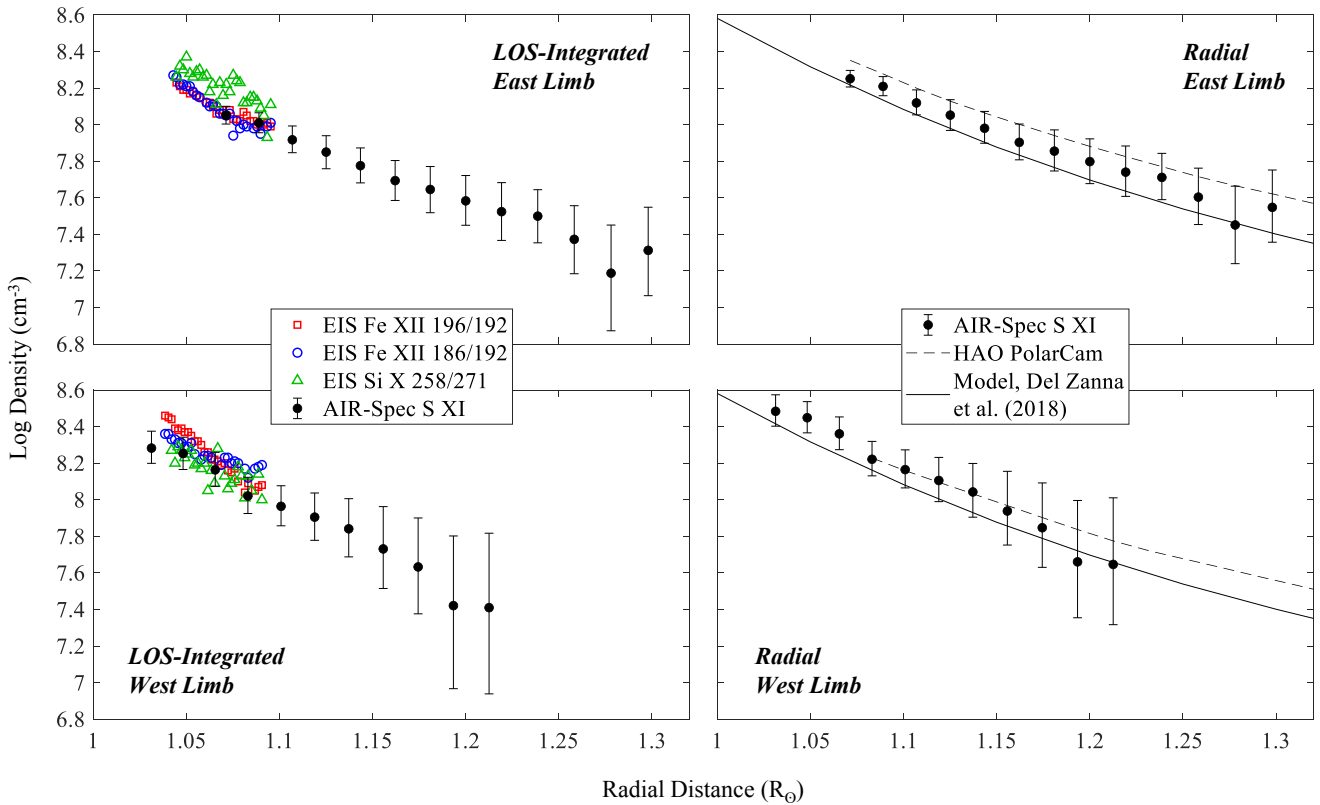 8.6
8.4
8.2
8
7.8
7.6
7.4
7.2
7
6.8
LOS-Integrated
East Limb
Radial
East Limb
EIS Fe XII 196/192
EIS Fe XII 186/192
EIS Si X 258/271
AIR-Spec S XI
AIR-Spec S XI
HAO PolarCam
Model, Del Zanna
et al. (2018)
Log Density (cm-3)
8.6
8.4
8.2
8
7.8
7.6
7.4
7.2
7
6.8
LOS-Integrated
West Limb
Radial
West Limb
1 1.05 1.1 1.15 1.2 1.25 1.3
1 1.05 1.1 1.15 1.2 1.25 1.3
Radial Distance (R⊙)